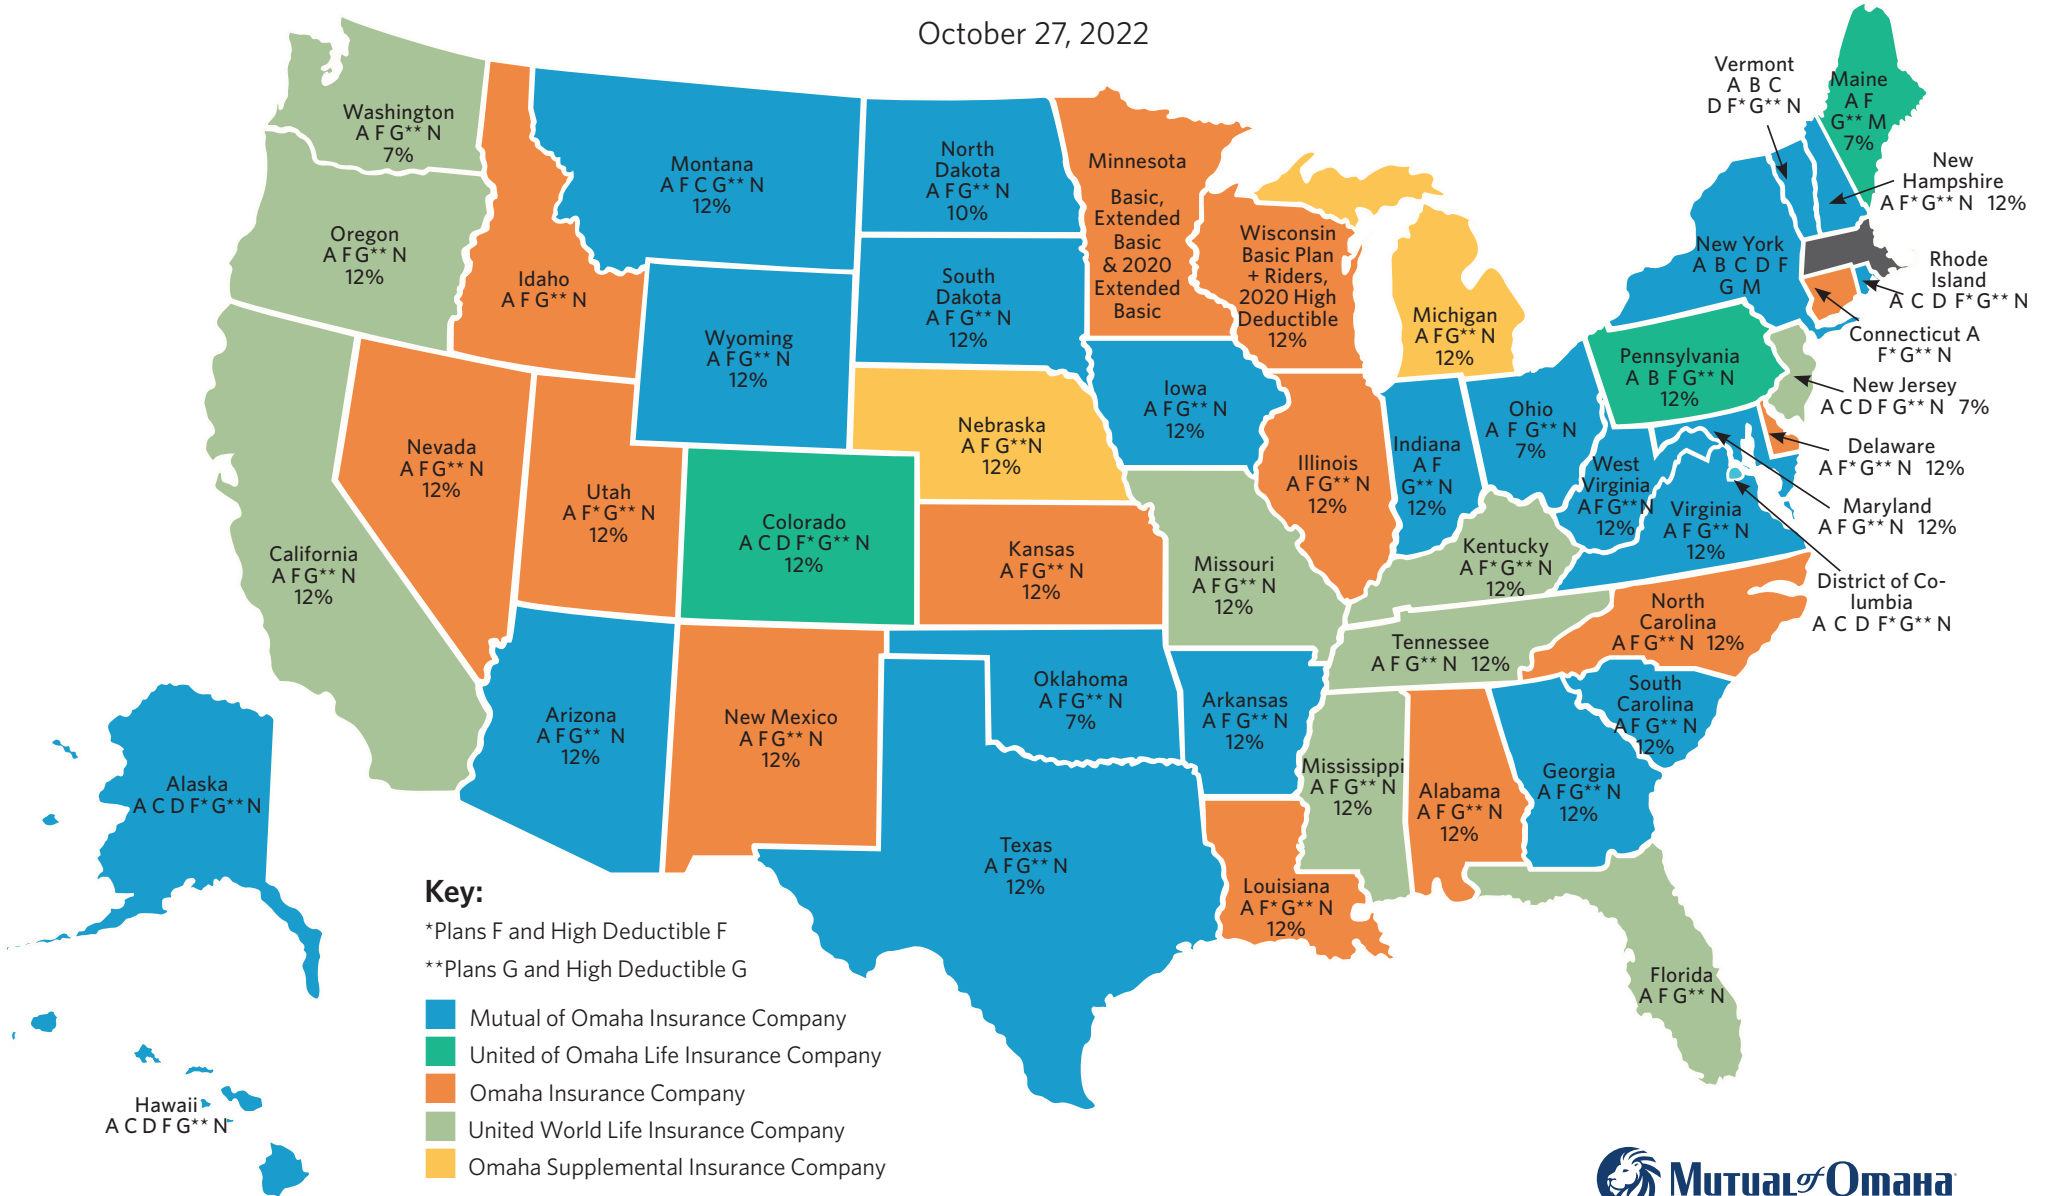 October 27, 2022
Washington
A F G** N
7%
Oregon
A F G** N
12%
Idaho
A F G** N
Montana
A F C G** N
12%
North
Dakota
A F G** N
10%
South
Dakota
A F G** N
12%
Wyoming
A F G** N
12%
Minnesota
Basic,
Extended
Basic
& 2020
Extended
Basic
Wisconsin
Basic Plan
+ Riders,
2020 High
Deductible
12%
Michigan
A F G** N
12%
Vermont
A B C
D F* G** N
Maine
A F
G** M
7%
New
Hampshire
A F* G** N 12%
New York
A B C D F
G M
Rhode
Island
A C D F* G** N
Connecticut A
F* G** N
Pennsylvania
A B F G** N
12%
New Jersey
A C D F G** N 7%
Delaware
A F* G** N 12%
Maryland
A F G** N 12%
District of Co-
lumbia
A C D F* G** N
California
A F G** N
12%
Nevada
A F G** N
12%
Utah
A F* G** N
12%
Colorado
A C D F* G** N
12%
Nebraska
A F G**N
12%
Kansas
A F G** N
12%
Iowa
A F G** N
12%
Missouri
A F G** N
12%
Illinois
A F G** N
12%
Indiana
A F
G** N
12%
Ohio
A F G** N
7%
West
Virginia
A F G**N
12%
Virginia
A F G** N
12%
Kentucky
A F* G** N
12%
Tennessee
A F G** N 12%
North
Carolina
A F G** N 12%
South
Carolina
A F G** N
12%
Arizona
A F G** N
12%
New Mexico
A F G** N
12%
Oklahoma
A F G** N
7%
Texas
A F G** N
12%
Arkansas
A F G** N
12%
Louisiana
A F* G** N
12%
Mississippi
A F G** N
12%
Alabama
A F G** N
12%
Georgia
A F G** N
12%
Florida
A F G** N
Alaska
A C D F* G**N
Hawaii
A C D F G** N
Key:
*Plans F and High Deductible F
**Plans G and High Deductible G
Mutual of Omaha Insurance Company
United of Omaha Life Insurance Company
Omaha Insurance Company
United World Life Insurance Company
Omaha Supplemental Insurance Company
Mutual of Omaha